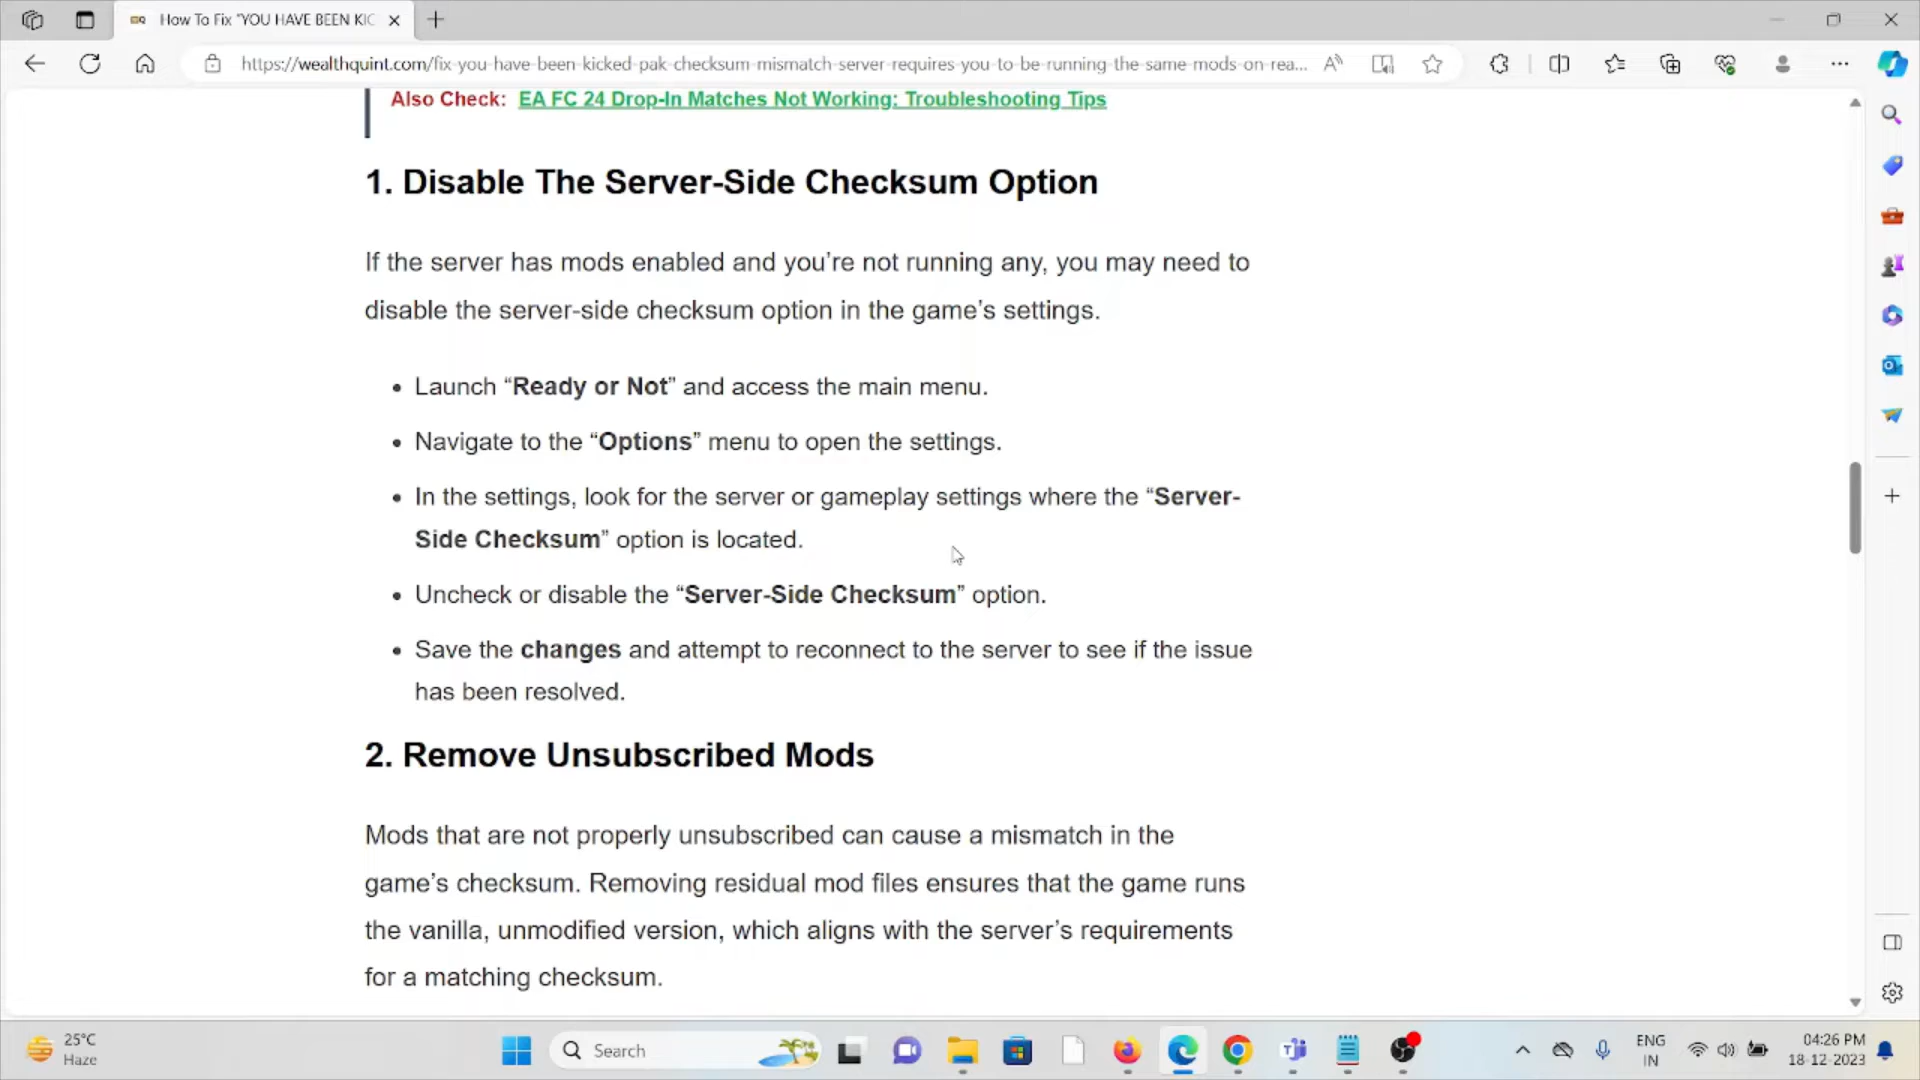 How To Fix "YOU HAVE BEEN KIC
https://wealthquint.com/fix-you-have-been-kicked-pak-checksum-mismatch-server-requires-you-to-be-running-the-same-mods-on-rea...
Also Check: EA FC 24 Drop-In Matches Not Working: Troubleshooting Tips
1. Disable The Server-Side Checksum Option
If the server has mods enabled and you’re not running any, you may need to
disable the server-side checksum option in the game’s settings.
• Launch “Ready or Not” and access the main menu.
• Navigate to the “Options” menu to open the settings.
• In the settings, look for the server or gameplay settings where the “Server-
Side Checksum” option is located.
• Uncheck or disable the “Server-Side Checksum” option.
• Save the changes and attempt to reconnect to the server to see if the issue
has been resolved.
2. Remove Unsubscribed Mods
Mods that are not properly unsubscribed can cause a mismatch in the
game’s checksum. Removing residual mod files ensures that the game runs
the vanilla, unmodified version, which aligns with the server’s requirements
for a matching checksum.
25°C
Haze
Search
ENG
IN
04:26 PM
18-12-2023